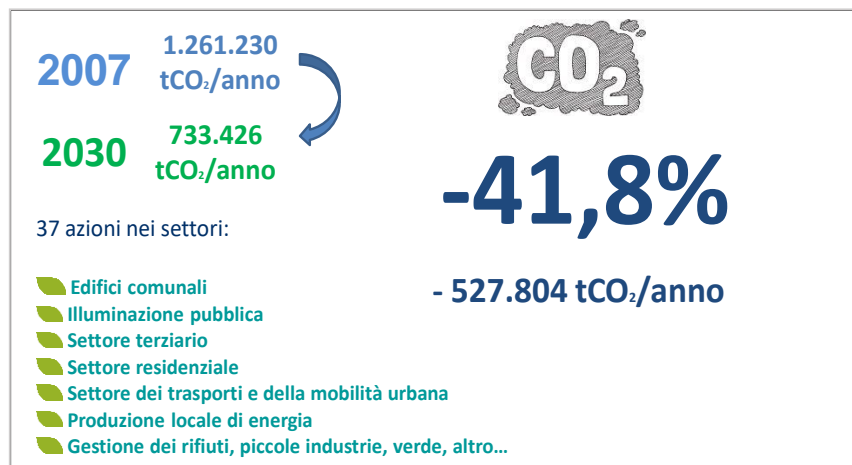 2007
1.261.230
tCO₂/anno
2030
733.426
tCO₂/anno
37 azioni nei settori:
Edifici comunali
Illuminazione pubblica
Settore terziario
Settore residenziale
Settore dei trasporti e della mobilità urbana
Produzione locale di energia
Gestione dei rifiuti, piccole industrie, verde, altro…
CO₂
-41,8%
- 527.804 tCO₂/anno